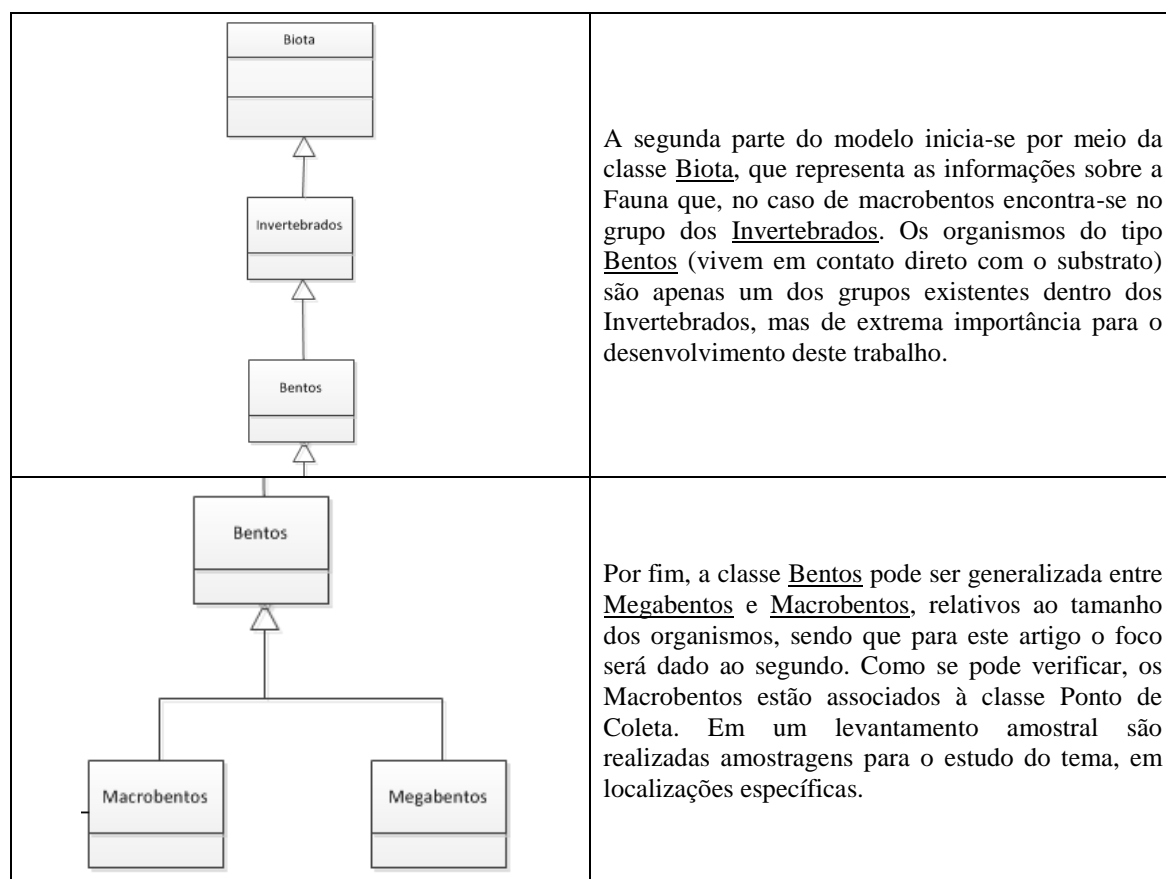 Biota
Invertebrados
Bentos
A segunda parte do modelo inicia-se por meio da
classe Biota, que representa as informações sobre a
Fauna que, no caso de macrobentos encontra-se no
grupo dos Invertebrados. Os organismos do tipo
Bentos (vivem em contato direto com o substrato)
são apenas um dos grupos existentes dentro dos
Invertebrados, mas de extrema importância para o
desenvolvimento deste trabalho.
Bentos
Macrobentos
Megabentos
Por fim, a classe Bentos pode ser generalizada entre
Megabentos e Macrobentos, relativos ao tamanho
dos organismos, sendo que para este artigo o foco
será dado ao segundo. Como se pode verificar, os
Macrobentos estão associados à classe Ponto de
Coleta. Em um levantamento amostral são
realizadas amostragens para o estudo do tema, em
localizações específicas.